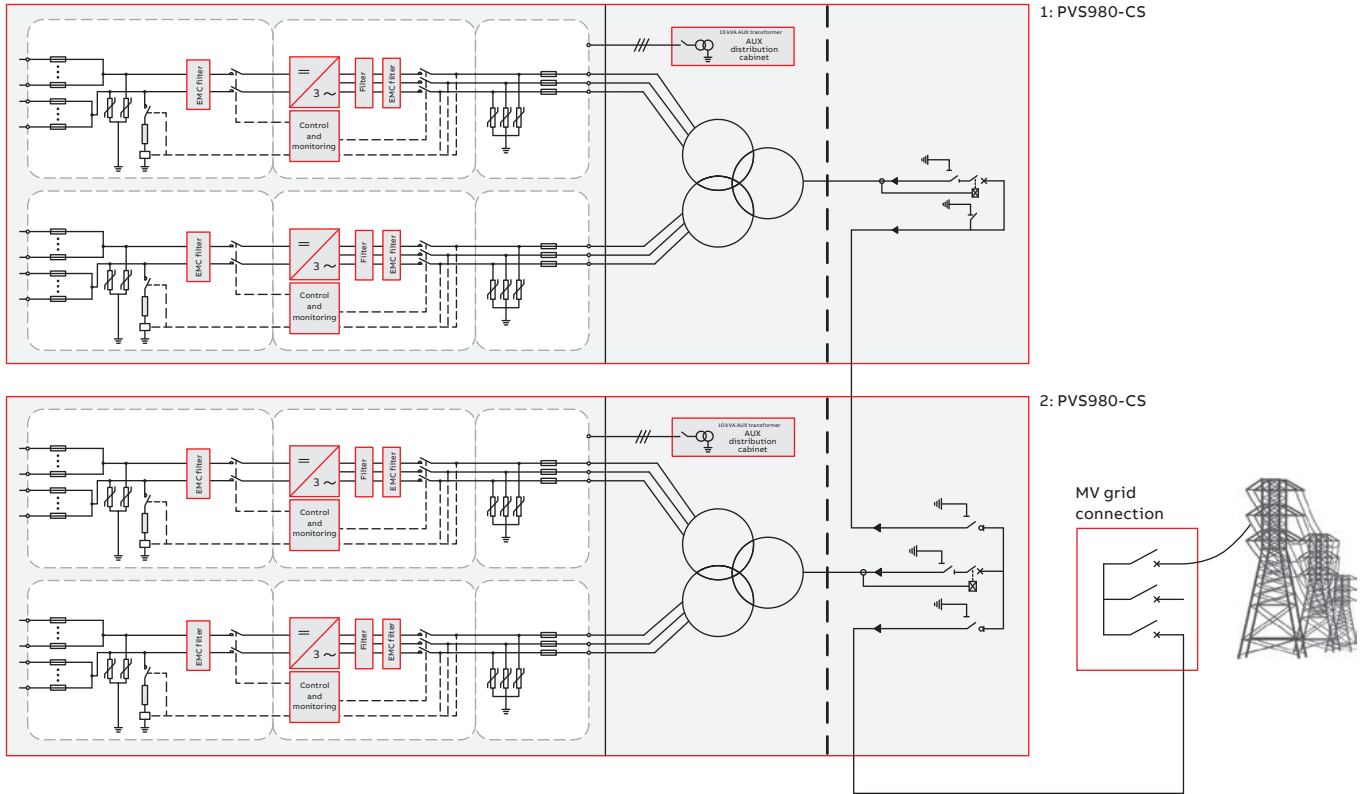 1: PVS980-CS
10 kVA AUX transformer
AUX
distribution
cabinet
EMC filter
=
3 ~
Filter
EMC filter
Control
and
monitoring
EMC filter
=
3 ~
Filter
EMC filter
Control
and
monitoring
2: PVS980-CS
10 kVA AUX transformer
AUX
distribution
cabinet
EMC filter
=
3 ~
Filter
EMC filter
Control
and
monitoring
MV grid
connection
EMC filter
=
3 ~
Filter
EMC filter
Control
and
monitoring